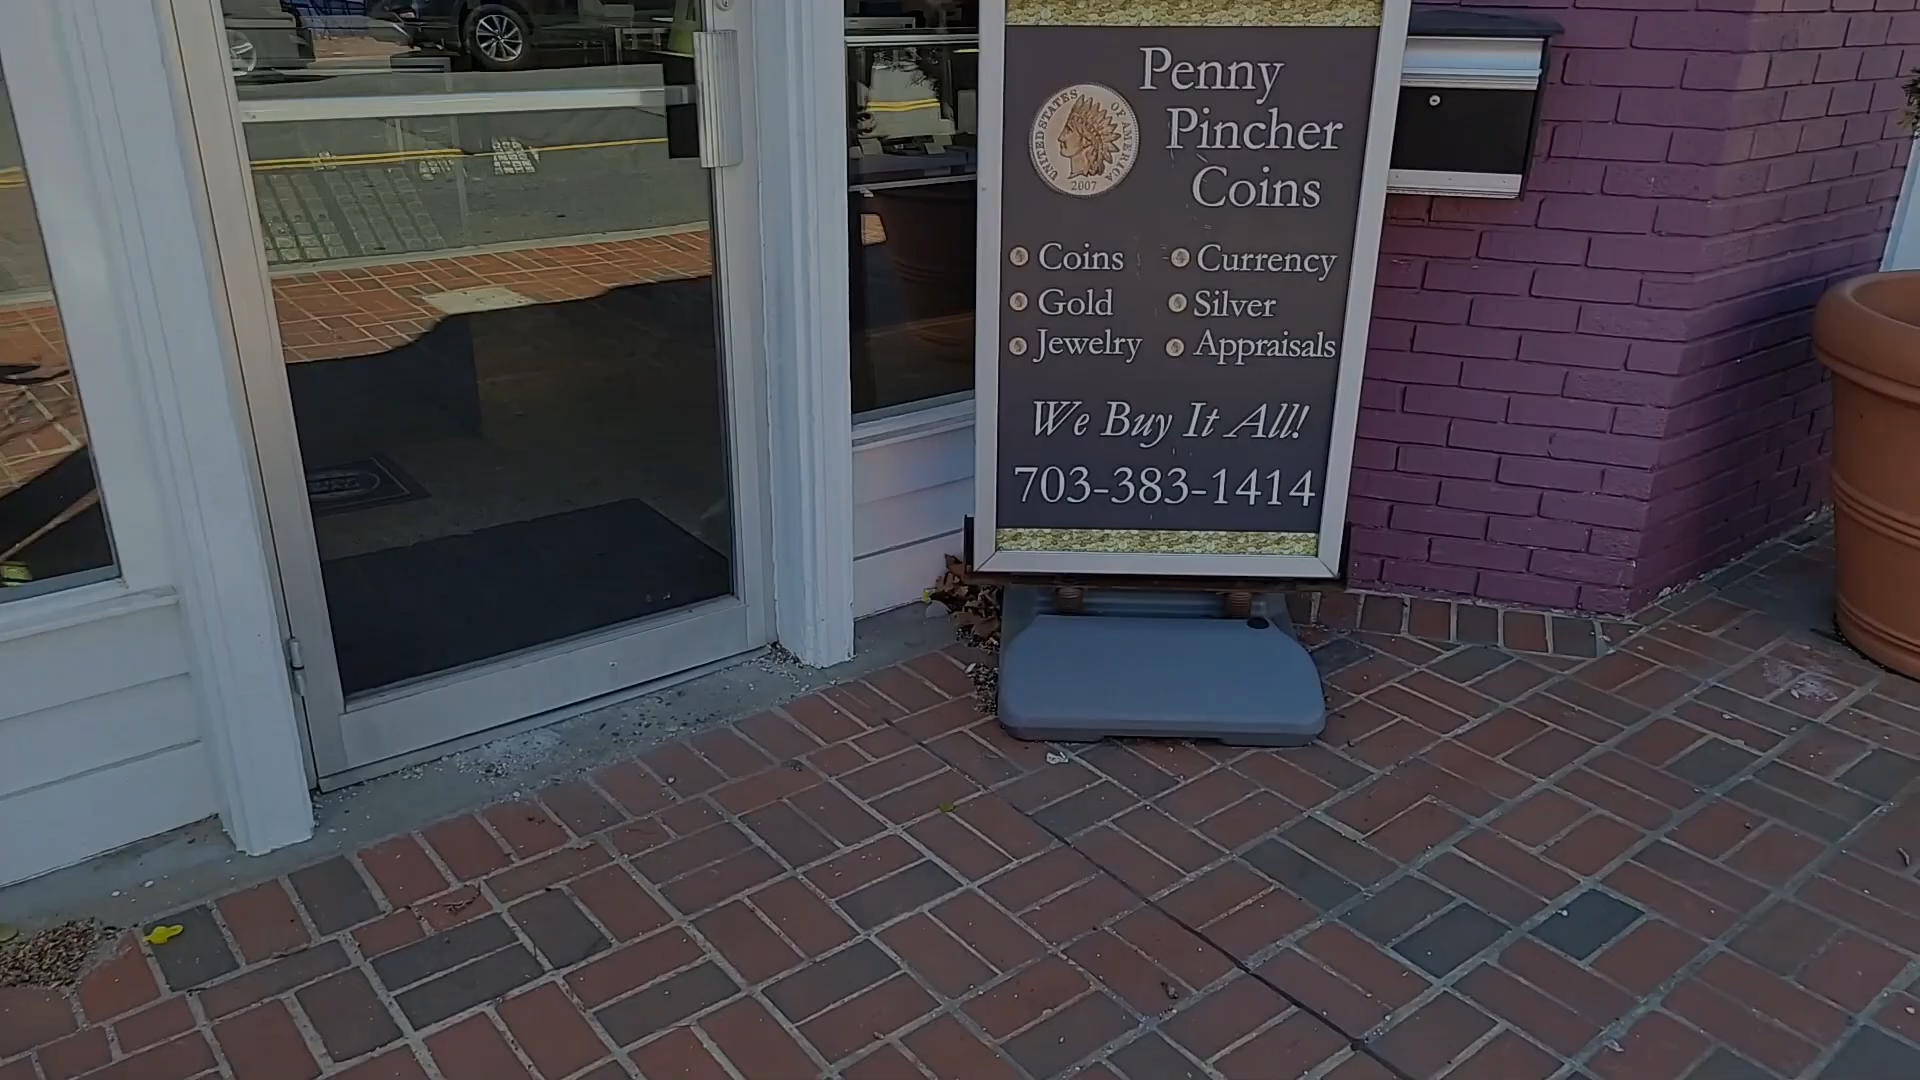 Penny
Pincher
Coins
UNITED STATES OF AMERICA
2007
Coins
Currency
Gold
Silver
Jewelry
Appraisals
We Buy It All!
703-383-1414